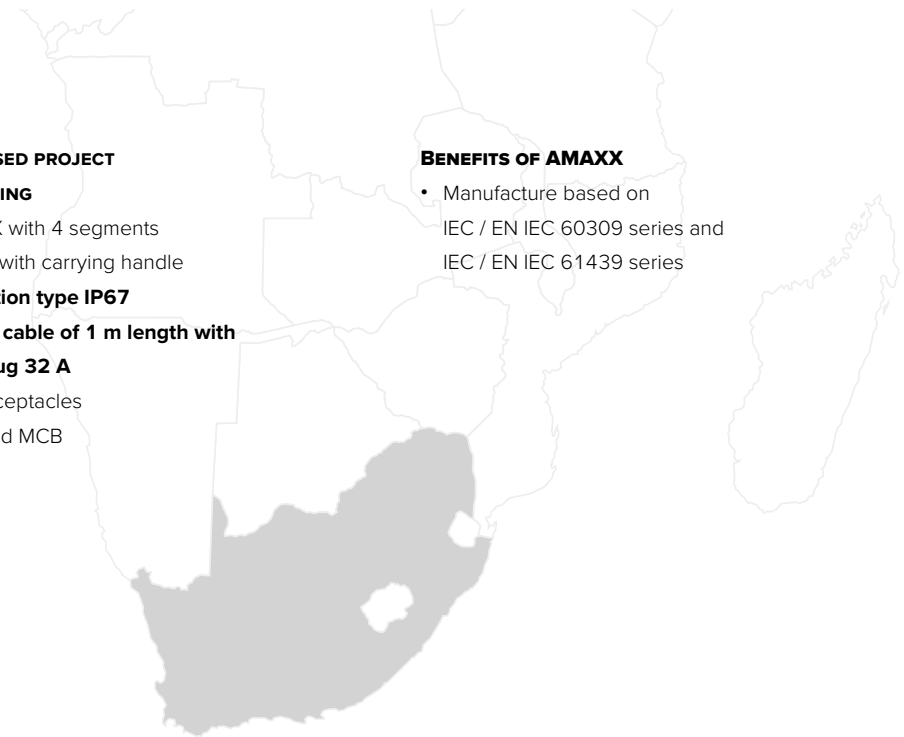 SED PROJECT
ING
with 4 segments
with carrying handle
tion type IP67
cable of 1 m length with
ug 32 A
ceptacles
d MCB
BENEFITS OF AMAXX
• Manufacture based on
IEC / EN IEC 60309 series and
IEC / EN IEC 61439 series